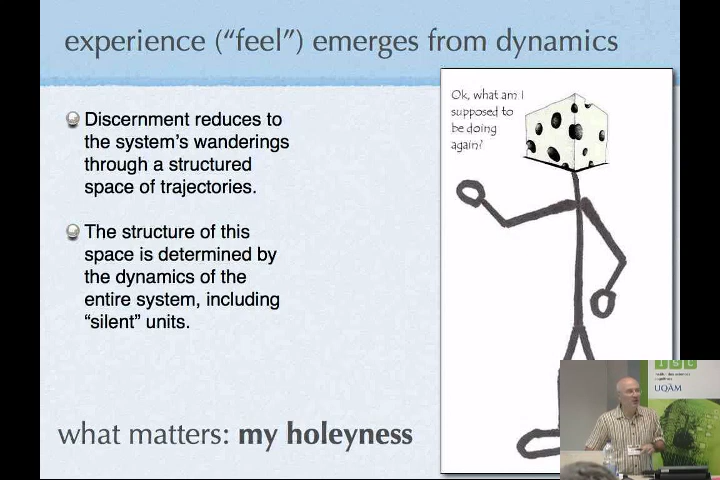 experience (“feel”) emerges from dynamics
Discernment reduces to
the system’s wanderings
through a structured
space of trajectories.
The structure of this
space is determined by
the dynamics of the
entire system, including
“silent” units.
what matters: my holeyness
Ok, what am I
supposed to
be doing
again?
ISC
UQÀM